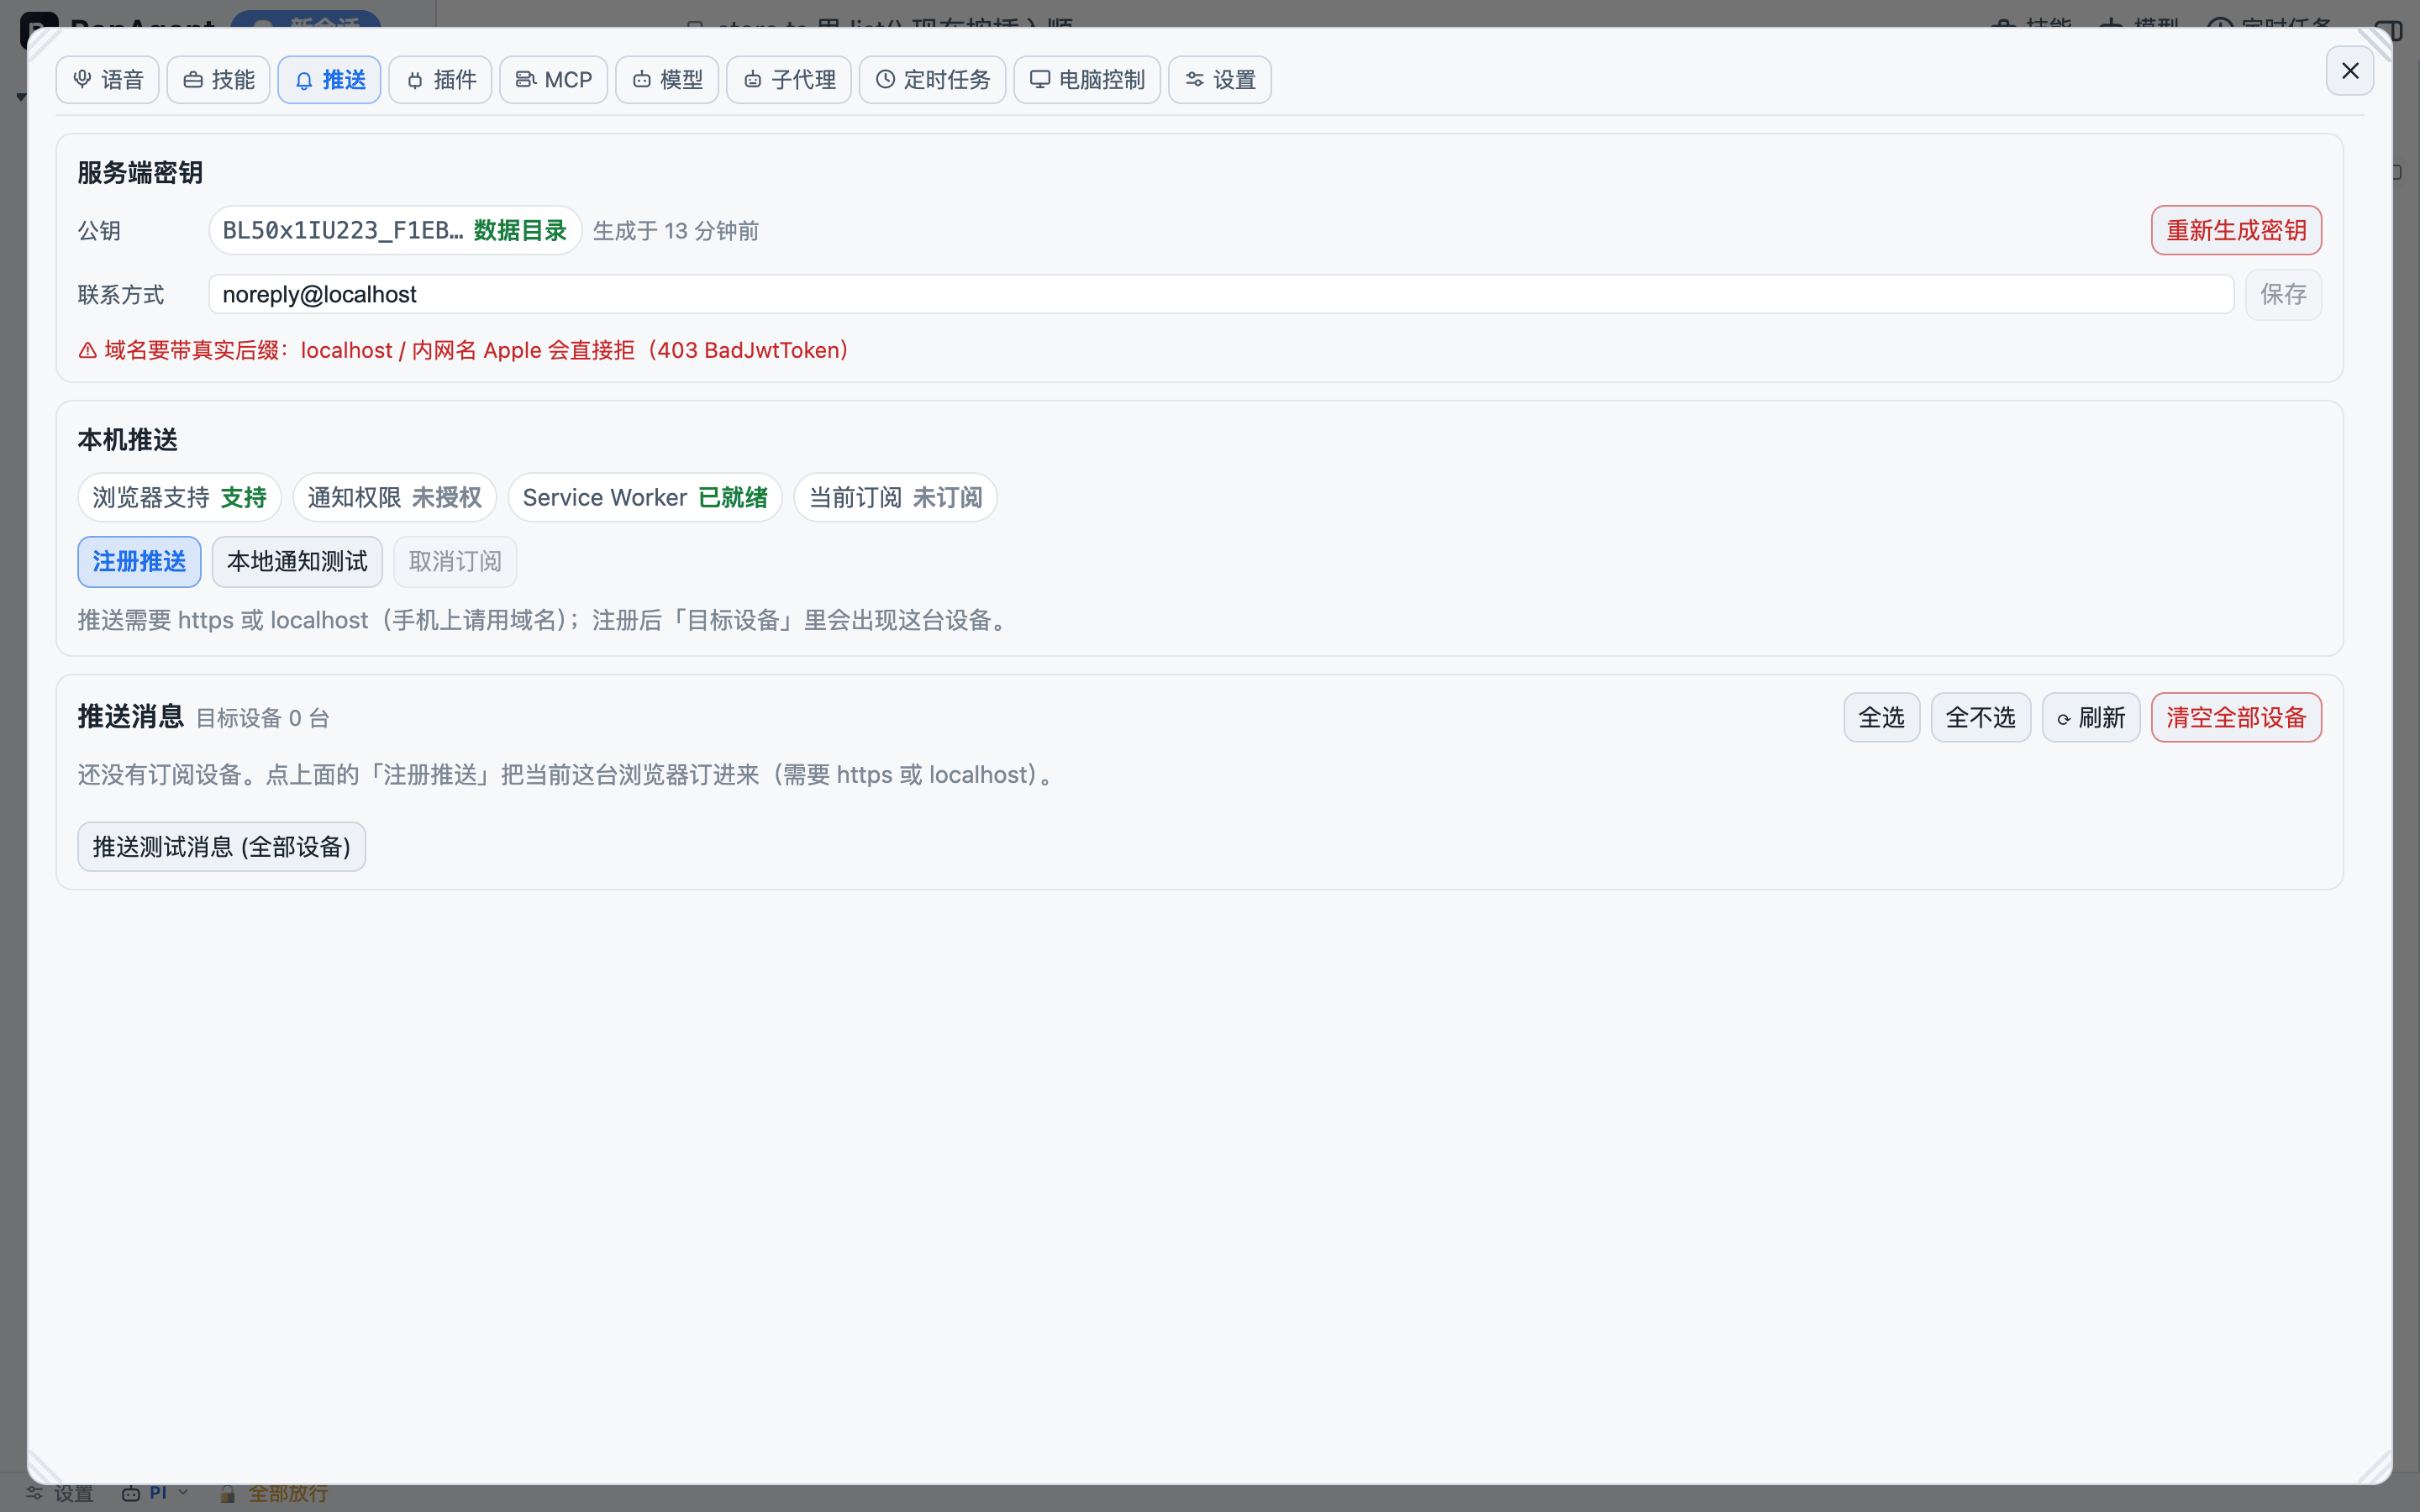 语音 技能 推送 插件 MCP 模型 子代理 定时任务 电脑控制 设置
服务端密钥
公钥 BL50x1IU223_F1EB… 数据目录 生成于 13 分钟前 重新生成密钥
联系方式 noreply@localhost 保存
域名要带真实后缀：localhost / 内网名 Apple 会直接拒（403 BadJwtToken）
本机推送
浏览器支持 支持 通知权限 未授权 Service Worker 已就绪 当前订阅 未订阅
注册推送 本地通知测试 取消订阅
推送需要 https 或 localhost（手机上请用域名）；注册后「目标设备」里会出现这台设备。
推送消息 目标设备 0 台 全选 全不选 刷新 清空全部设备
还没有订阅设备。点上面的「注册推送」把当前这台浏览器订进来（需要 https 或 localhost）。
推送测试消息 (全部设备)
设置 PI 全部放行